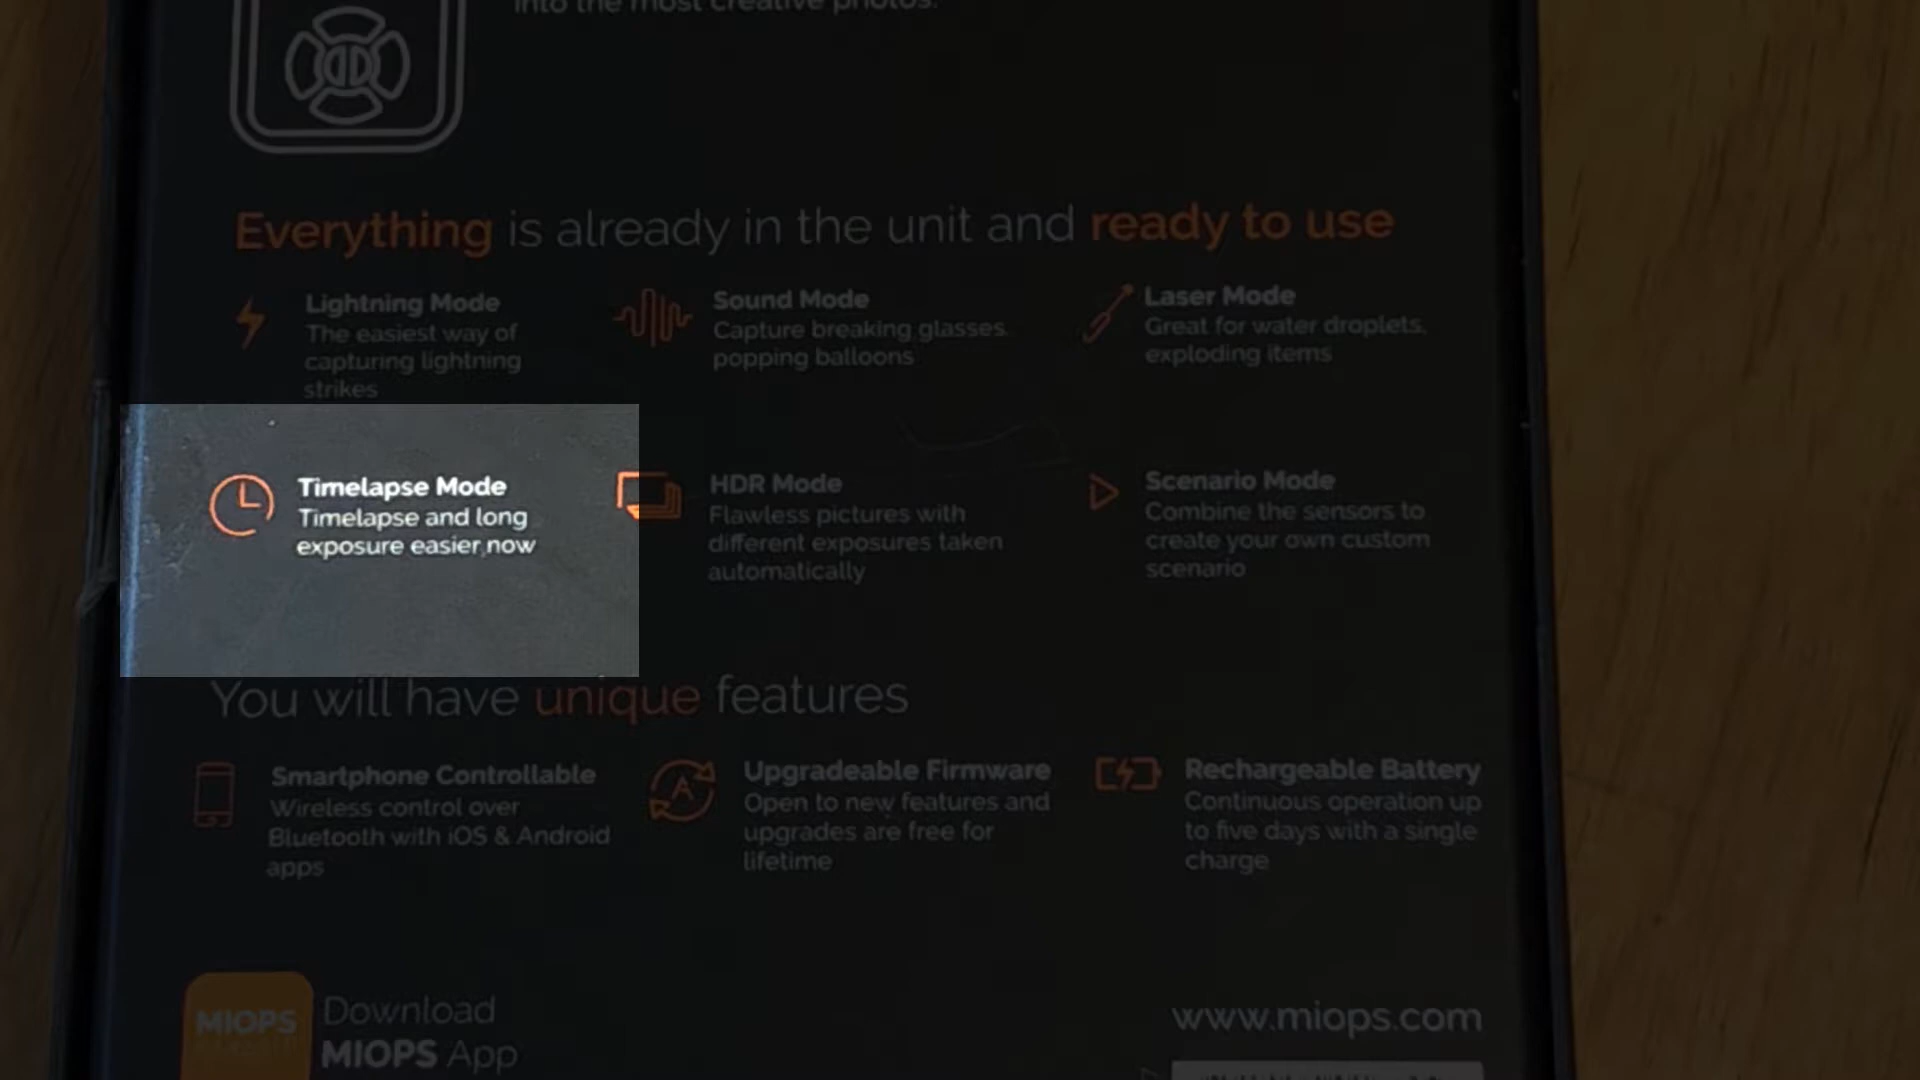 into the most creative photos.
Everything is already in the unit and ready to use
Lightning Mode
The easiest way of
capturing lightning
strikes
Sound Mode
Capture breaking glasses,
popping balloons
Laser Mode
Great for water droplets,
exploding items
Timelapse Mode
Timelapse and long
exposure easier now
HDR Mode
Flawless pictures with
different exposures taken
automatically
Scenario Mode
Combine the sensors to
create your own custom
scenario
You will have unique features
Smartphone Controllable
Wireless control over
Bluetooth with iOS & Android
apps
Upgradeable Firmware
Open to new features and
upgrades are free for
lifetime
Rechargeable Battery
Continuous operation up
to five days with a single
charge
MIOPS
Download
MIOPS App
www.miops.com